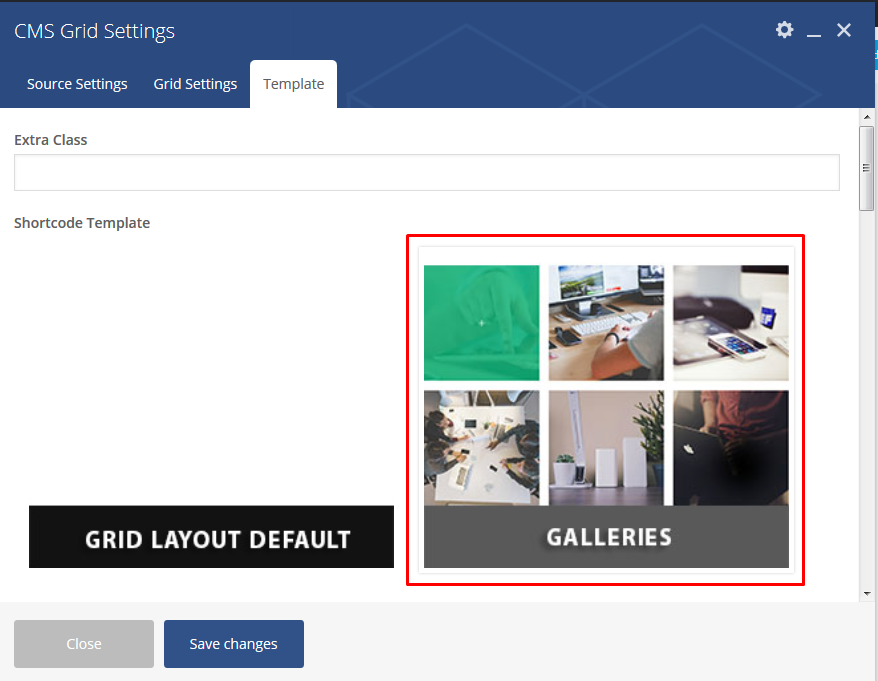 CMS Grid Settings
Source Settings Grid Settings Template
Extra Class
Shortcode Template
GRID LAYOUT DEFAULT
GALLERIES
Close Save changes